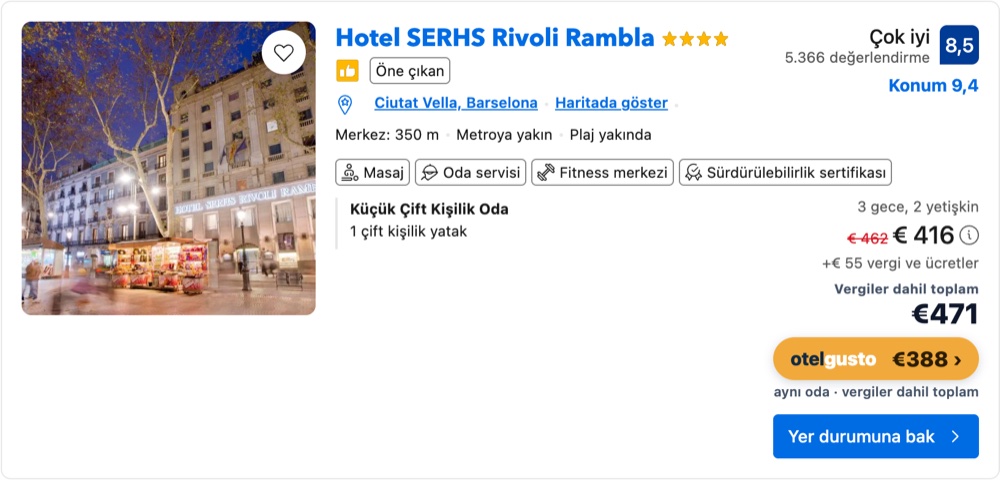 Hotel SERHS Rivoli Rambla
Öne çıkan
Ciutat Vella, Barselona · Haritada göster
Merkez: 350 m · Metroya yakın · Plaj yakında
Masaj
Oda servisi
Fitness merkezi
Sürdürülebilirlik sertifikası
Küçük Çift Kişilik Oda
1 çift kişilik yatak
Çok iyi
5.366 değerlendirme
8,5
Konum 9,4
3 gece, 2 yetişkin
€ 462 € 416
+€ 55 vergi ve ücretler
Vergiler dahil toplam
€471
otelgusto €388 ›
aynı oda · vergiler dahil toplam
Yer durumuna bak
HOTEL SERHS RIVOLI RAMB